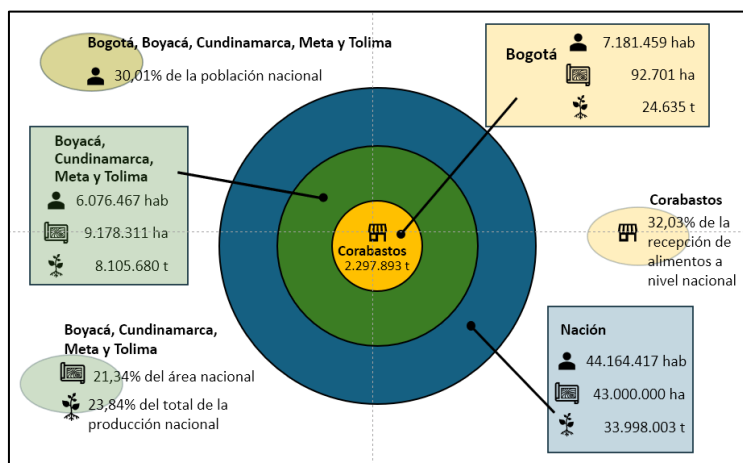 Bogotá, Boyacá, Cundinamarca, Meta y Tolima
30,01% de la población nacional
Bogotá
7.181.459 hab
92.701 ha
24.635 t
Boyacá,
Cundinamarca,
Meta y Tolima
6.076.467 hab
9.178.311 ha
8.105.680 t
Corabastos
2.297.893 t
Corabastos
32,03% de la
recepción de
alimentos a
nivel nacional
Boyacá, Cundinamarca,
Meta y Tolima
21,34% del área nacional
23,84% del total de la
producción nacional
Nación
44.164.417 hab
43.000.000 ha
33.998.003 t